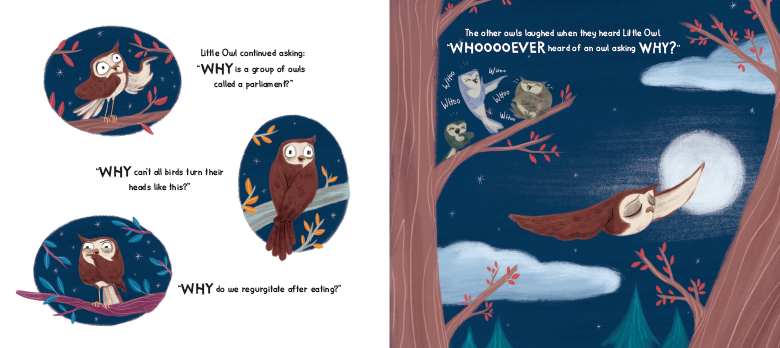 Little Owl continued asking:
"WHY is a group of owls
called a parliament?"
"WHY can't all birds turn their
heads like this?"
"WHY do we regurgitate after eating?"
The other owls laughed when they heard Little Owl.
"WHOOOOEVER heard of an owl asking WHY?"
WHOO
WHOO
WHOO
WHOO
WHOO